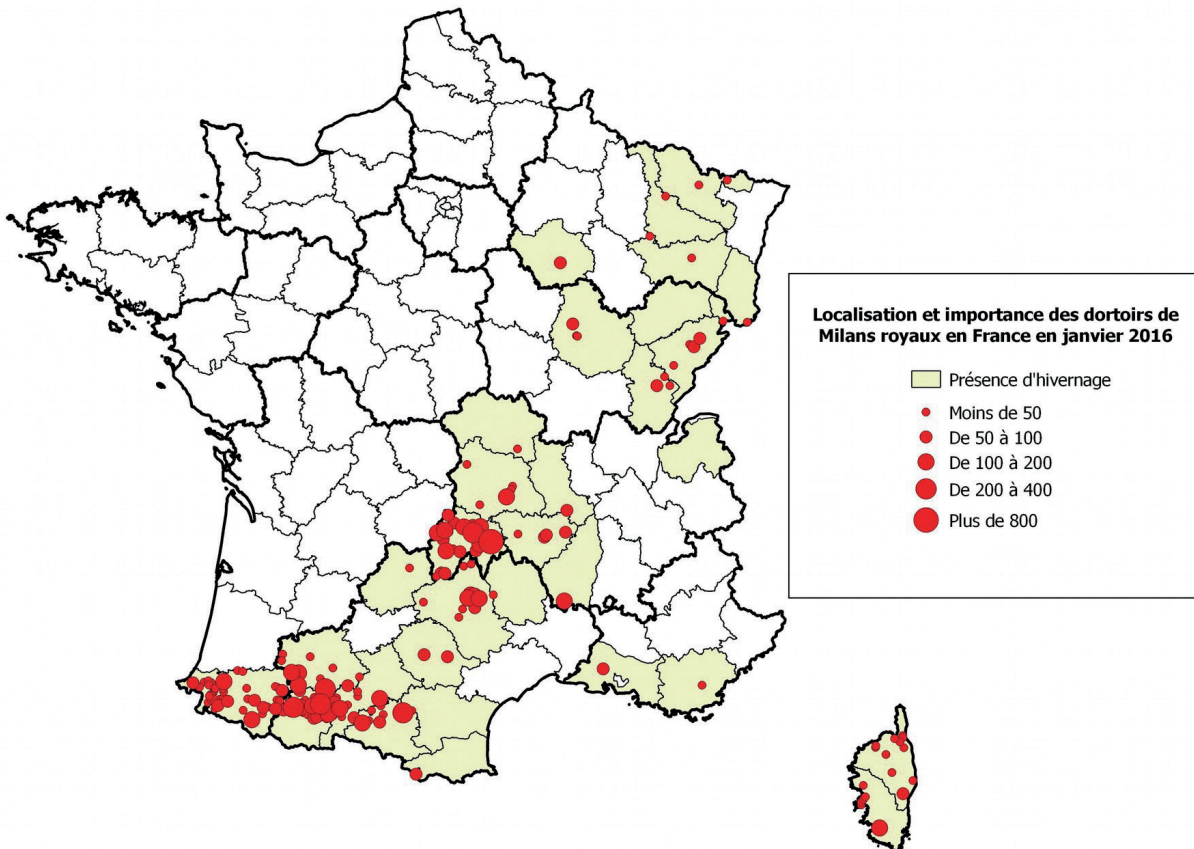 Localisation et importance des dortoirs de
Milans royaux en France en janvier 2016
Présence d'hivernage
Moins de 50
De 50 à 100
De 100 à 200
De 200 à 400
Plus de 800